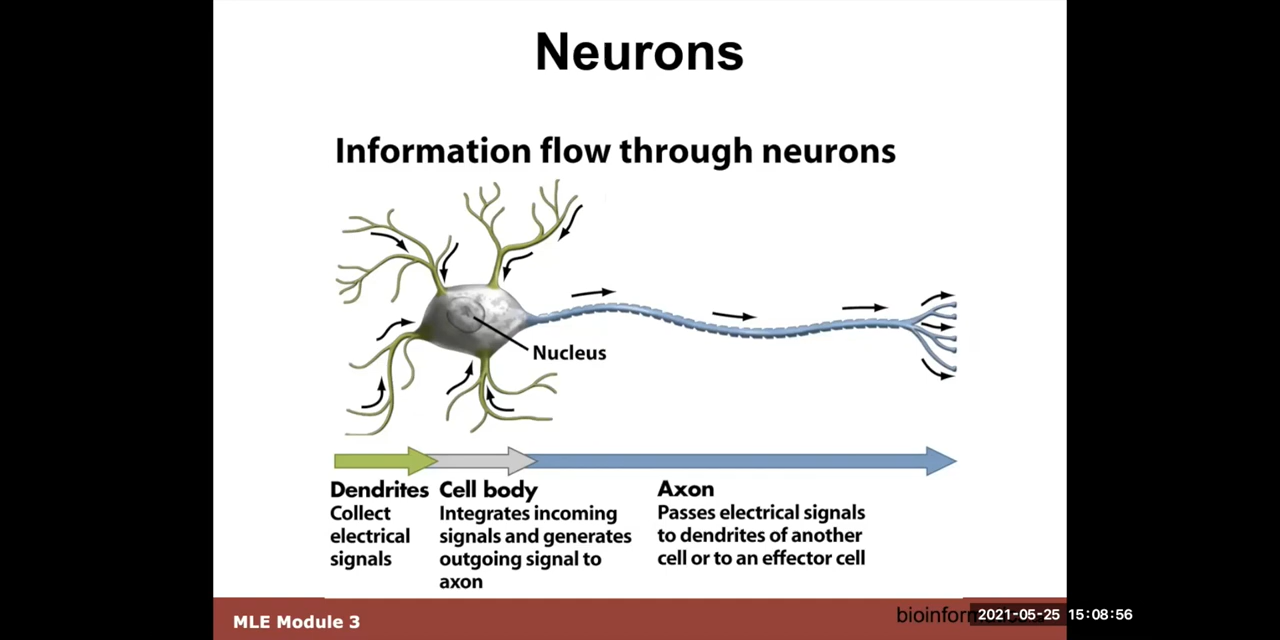 Neurons
Information flow through neurons
Nucleus
Dendrites
Collect
electrical
signals
Cell body
Integrates incoming
signals and generates
outgoing signal to
axon
Axon
Passes electrical signals
to dendrites of another
cell or to an effector cell
MLE Module 3
2021-05-25 15:08:56